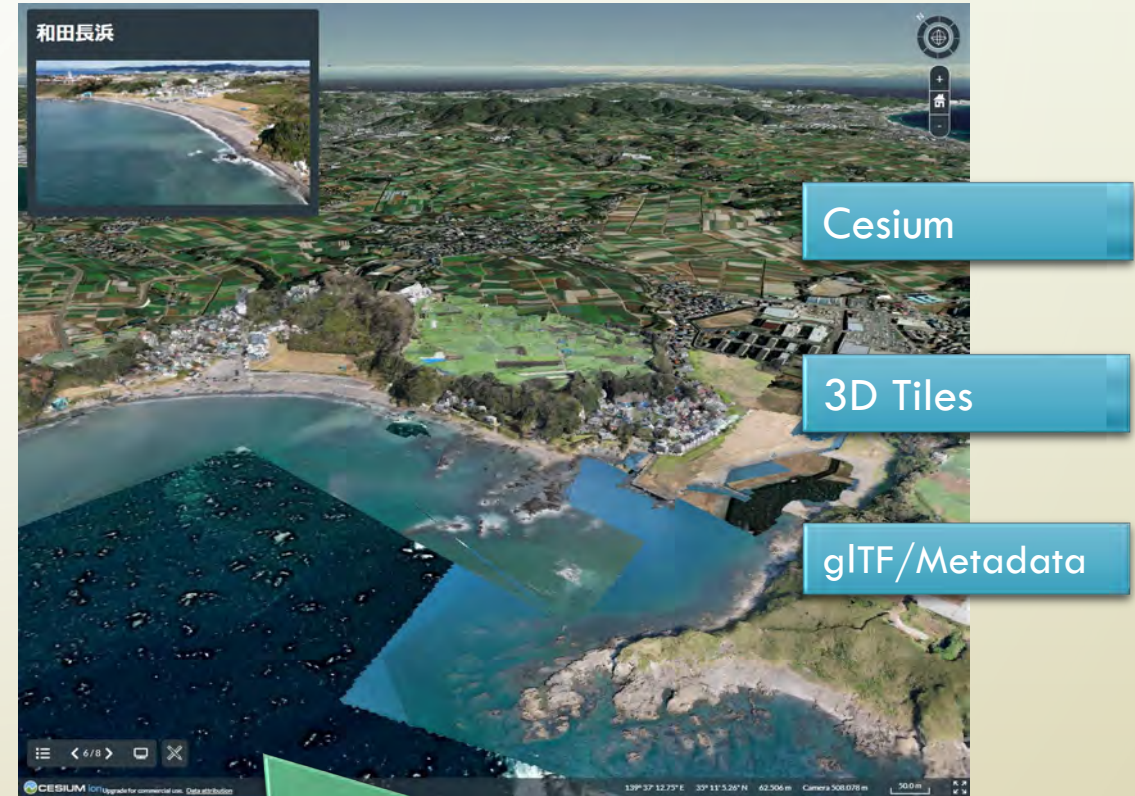 和田長浜
N
+
-
Cesium
3D Tiles
glTF/Metadata
6/8
CESIUM ion Upgrade for commercial use. Data attribution
139° 37' 12.75" E 35° 11' 5.26" N 62.506 m Camera 508.078 m 50.0 m